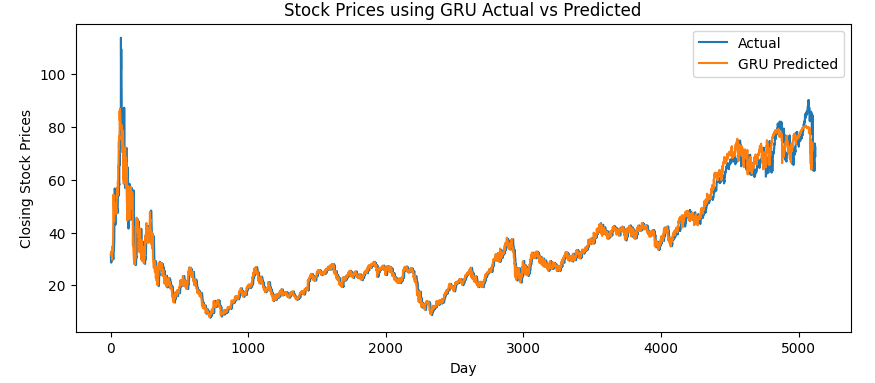 Stock Prices using GRU Actual vs Predicted
Actual
GRU Predicted
100
80
60
40
20
Closing Stock Prices
0
1000
2000
3000
4000
5000
Day